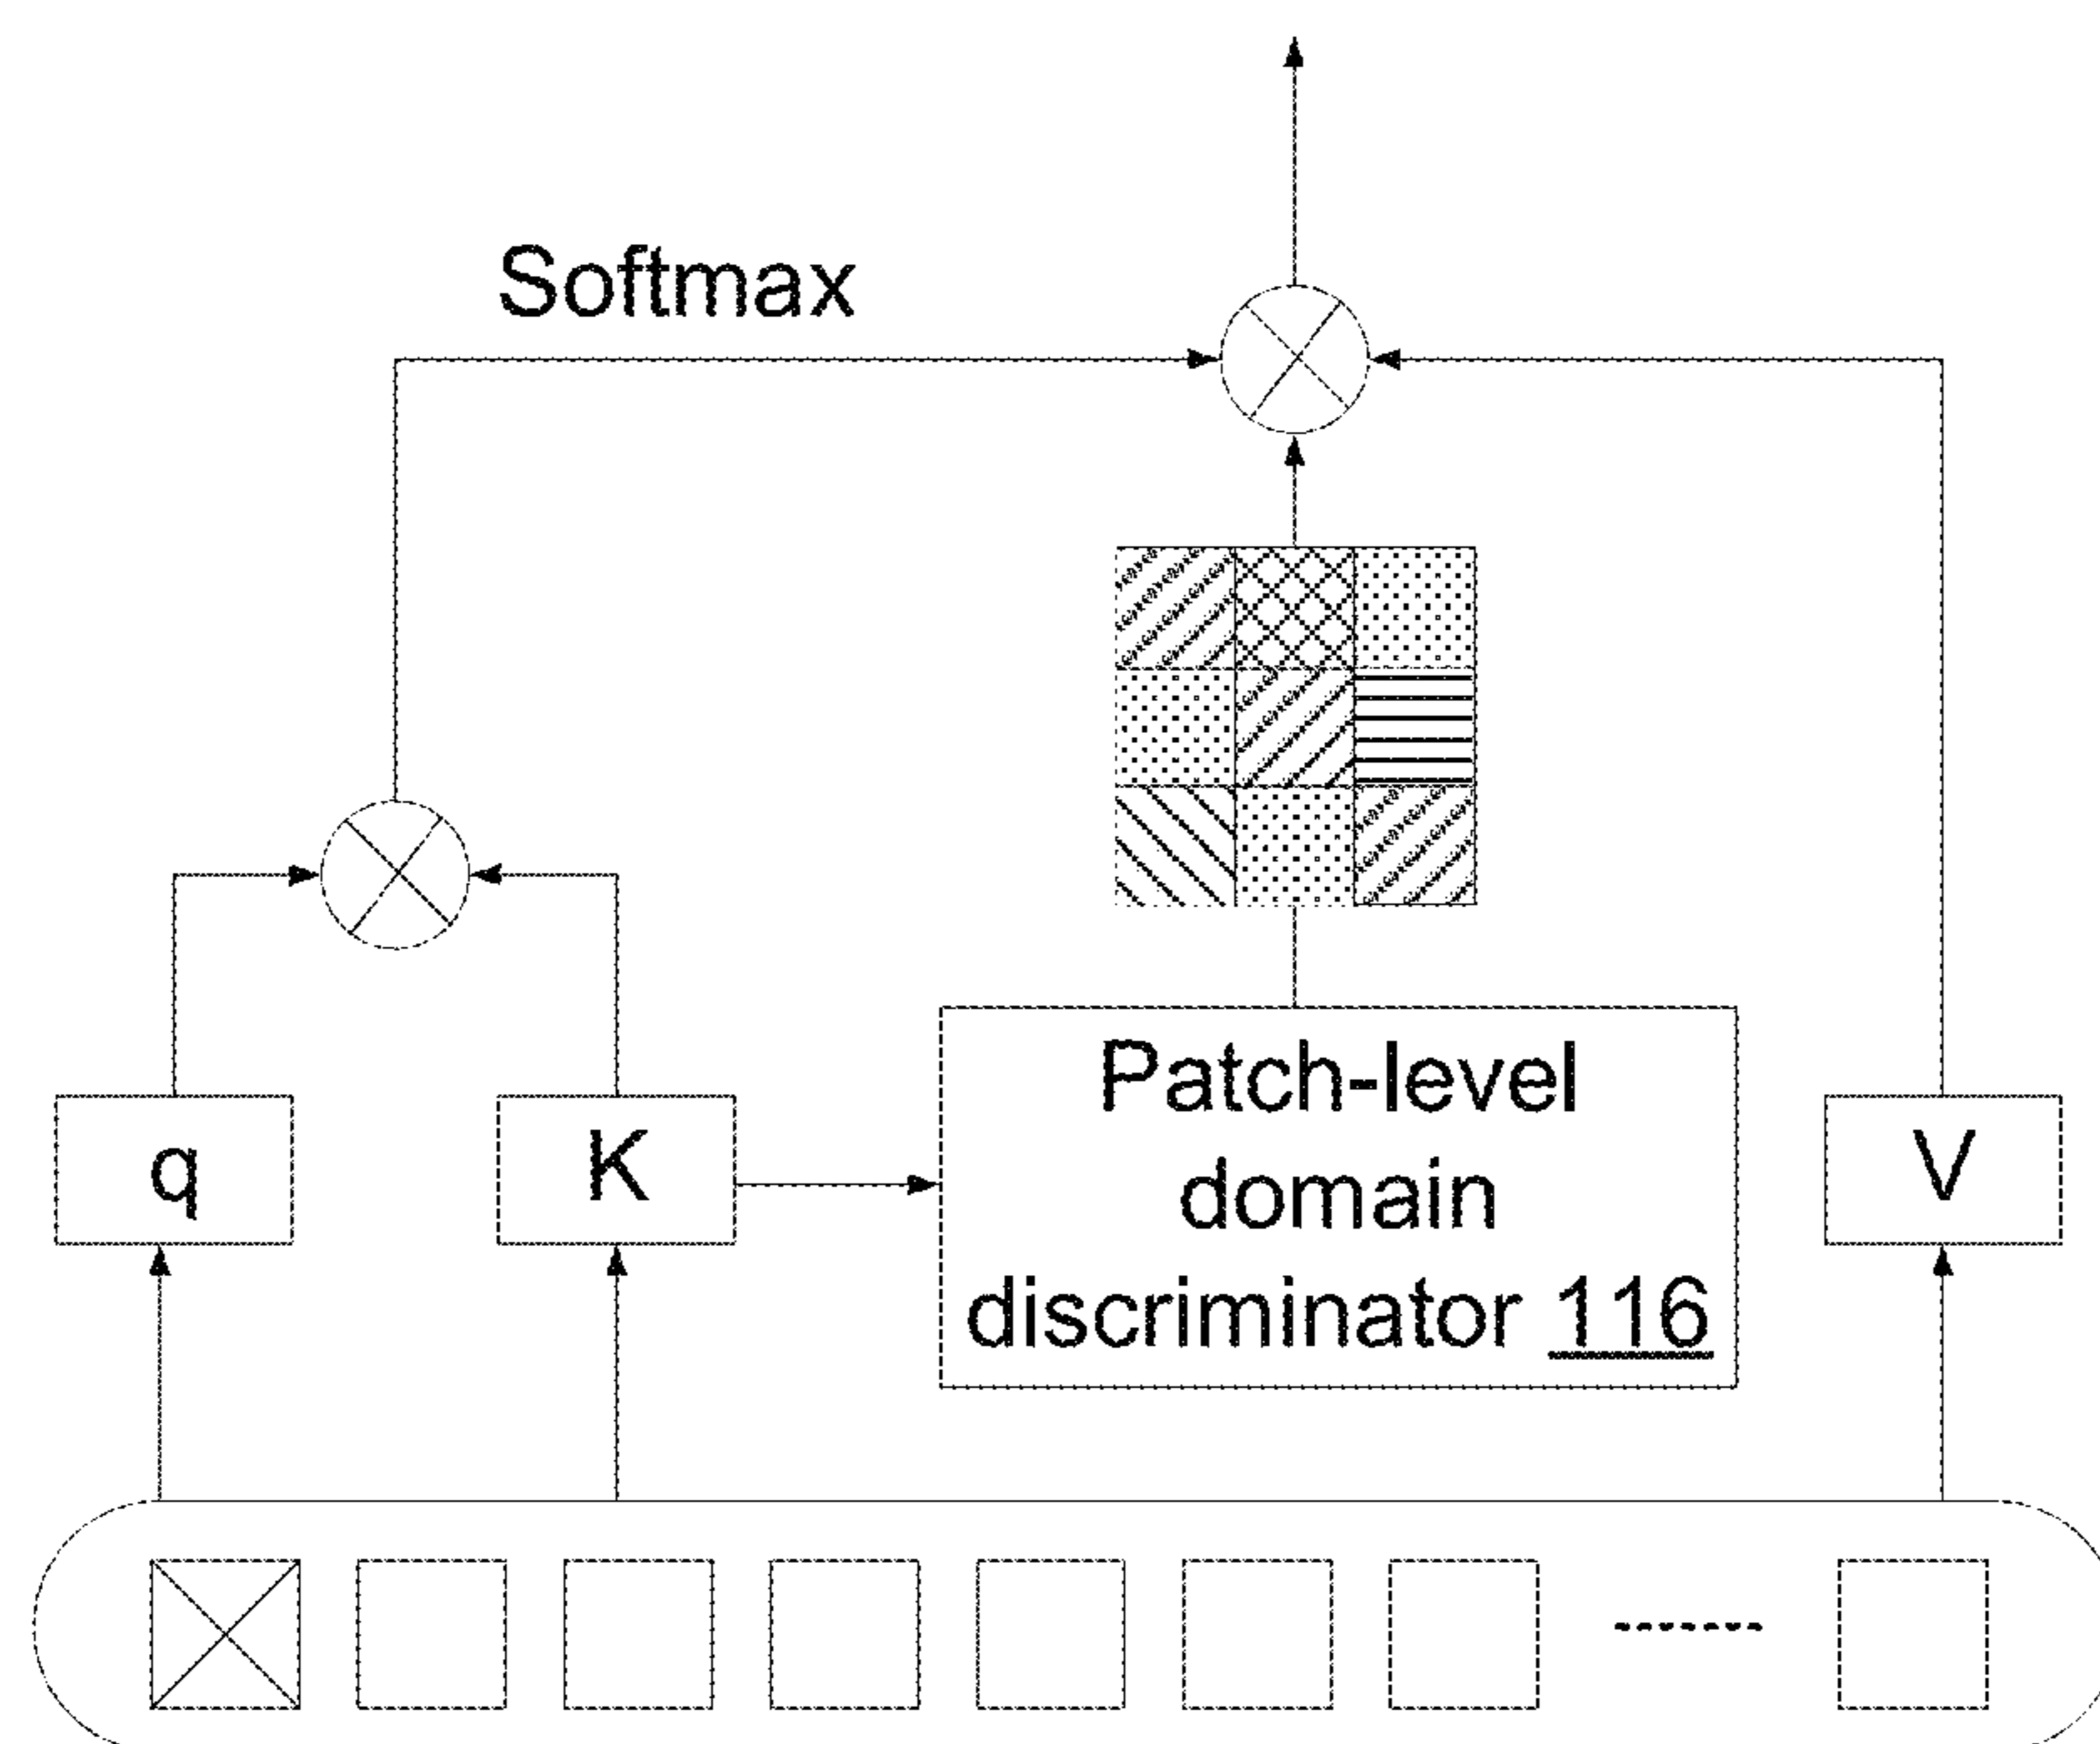 Softmax
q
K
Patch-level
domain
discriminator 116
V